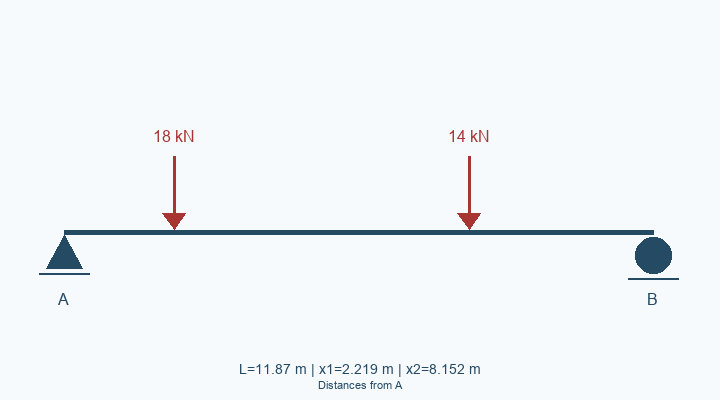 18 kN 14 kN
A B
L=11.87 m | x1=2.219 m | x2=8.152 m
Distances from A